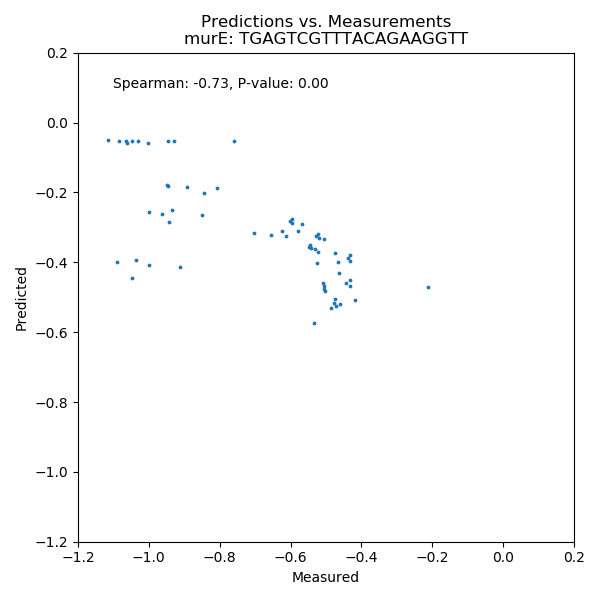 Predictions vs. Measurements
murE: TGAGTCGTTTACAGAAGGTT
Spearman: -0.73, P-value: 0.00
0.2
0.0
−0.2
−0.4
−0.6
−0.8
−1.0
−1.2
Predicted
−1.2 −1.0 −0.8 −0.6 −0.4 −0.2 0.0 0.2
Measured